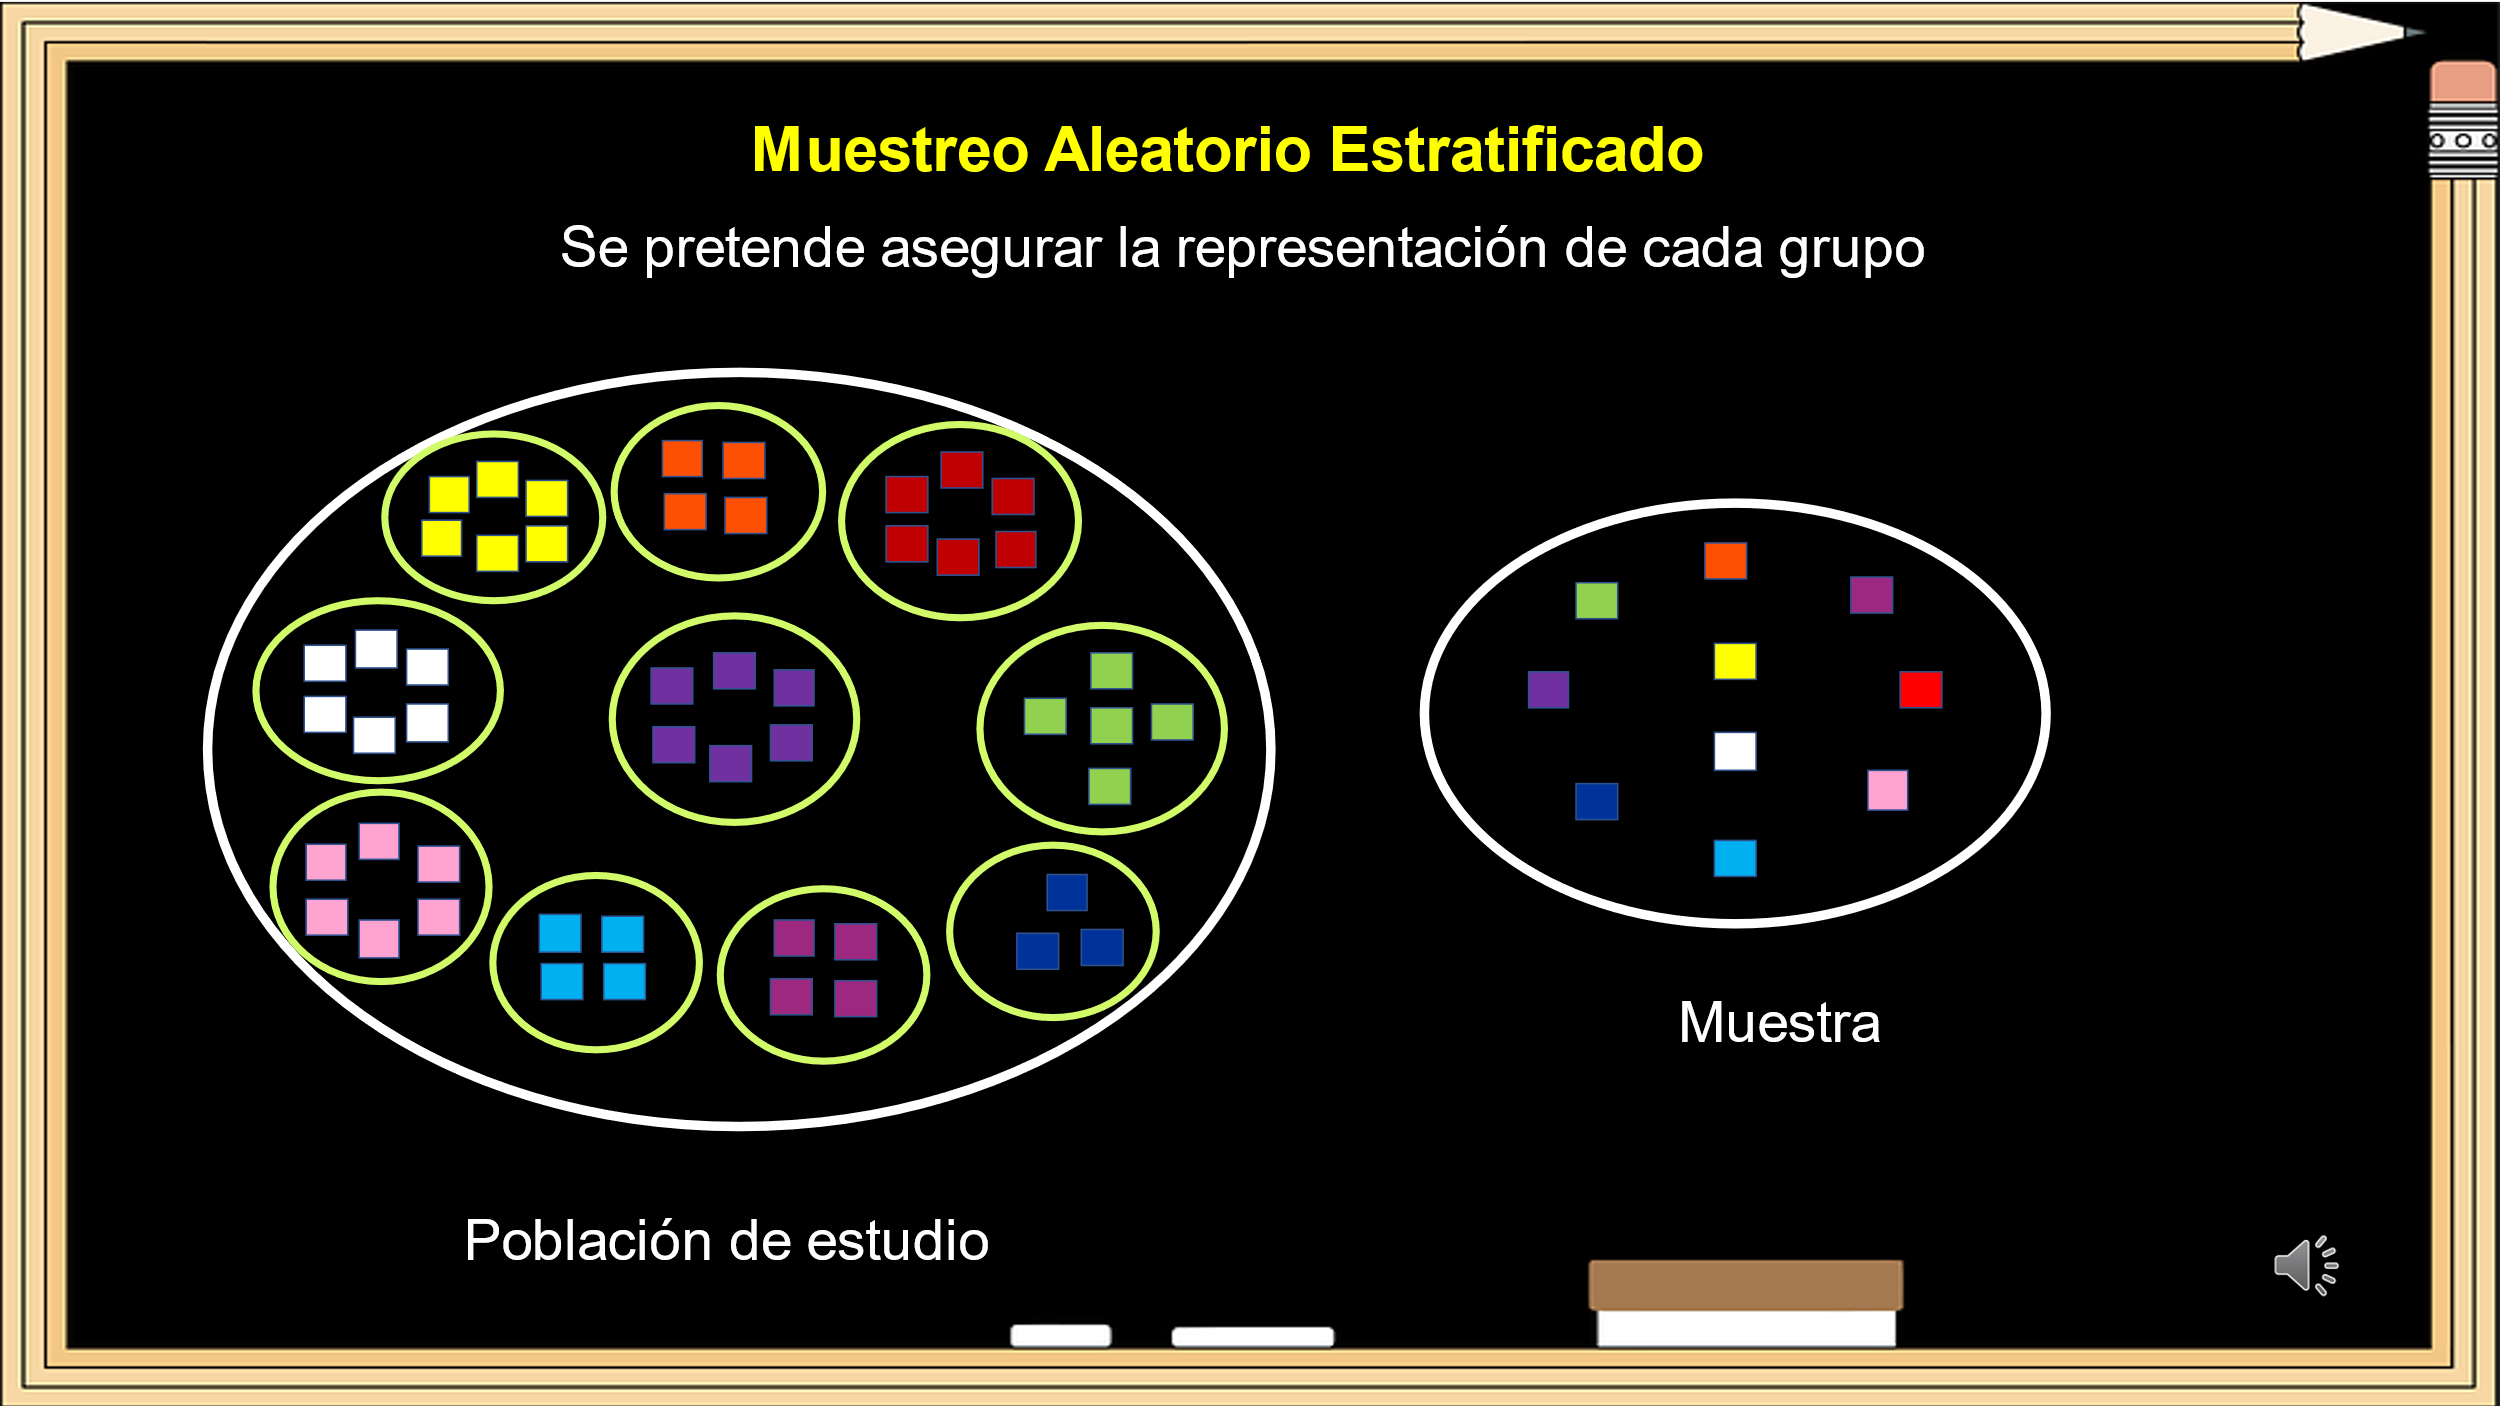 Muestreo Aleatorio Estratificado
Se pretende asegurar la representación de cada grupo
Muestra
Población de estudio